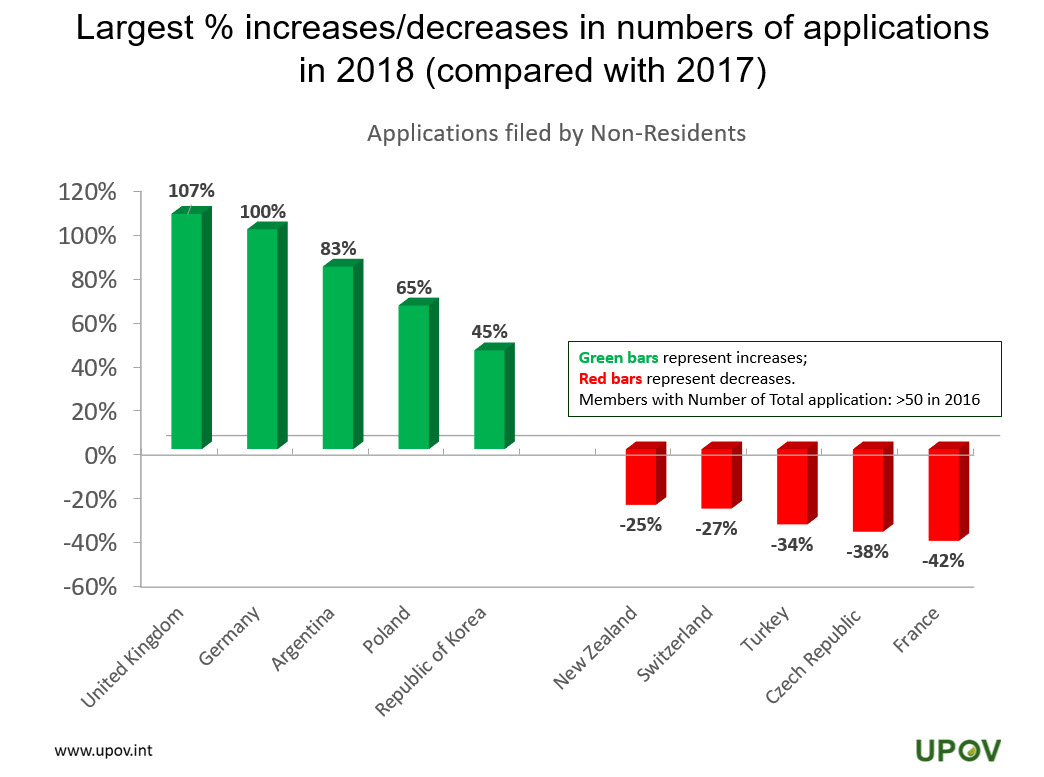 Largest % increases/decreases in numbers of applications
in 2018 (compared with 2017)
Applications filed by Non-Residents
120%
100%
80%
60%
40%
20%
0%
-20%
-40%
-60%
107%
100%
83%
65%
45%
Green bars represent increases;
Red bars represent decreases.
Members with Number of Total application: >50 in 2016
-25%
-27%
-34%
-38%
-42%
United Kingdom
Germany
Argentina
Poland
Republic of Korea
New Zealand
Switzerland
Turkey
Czech Republic
France
www.upov.int
UPOV